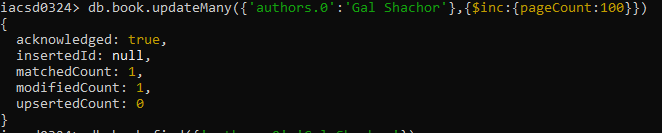 iacsd0324> db.book.updateMany({'authors.0':'Gal Shachor'},{$inc:{pageCount:100}})
{
  acknowledged: true,
  insertedId: null,
  matchedCount: 1,
  modifiedCount: 1,
  upsertedCount: 0
}